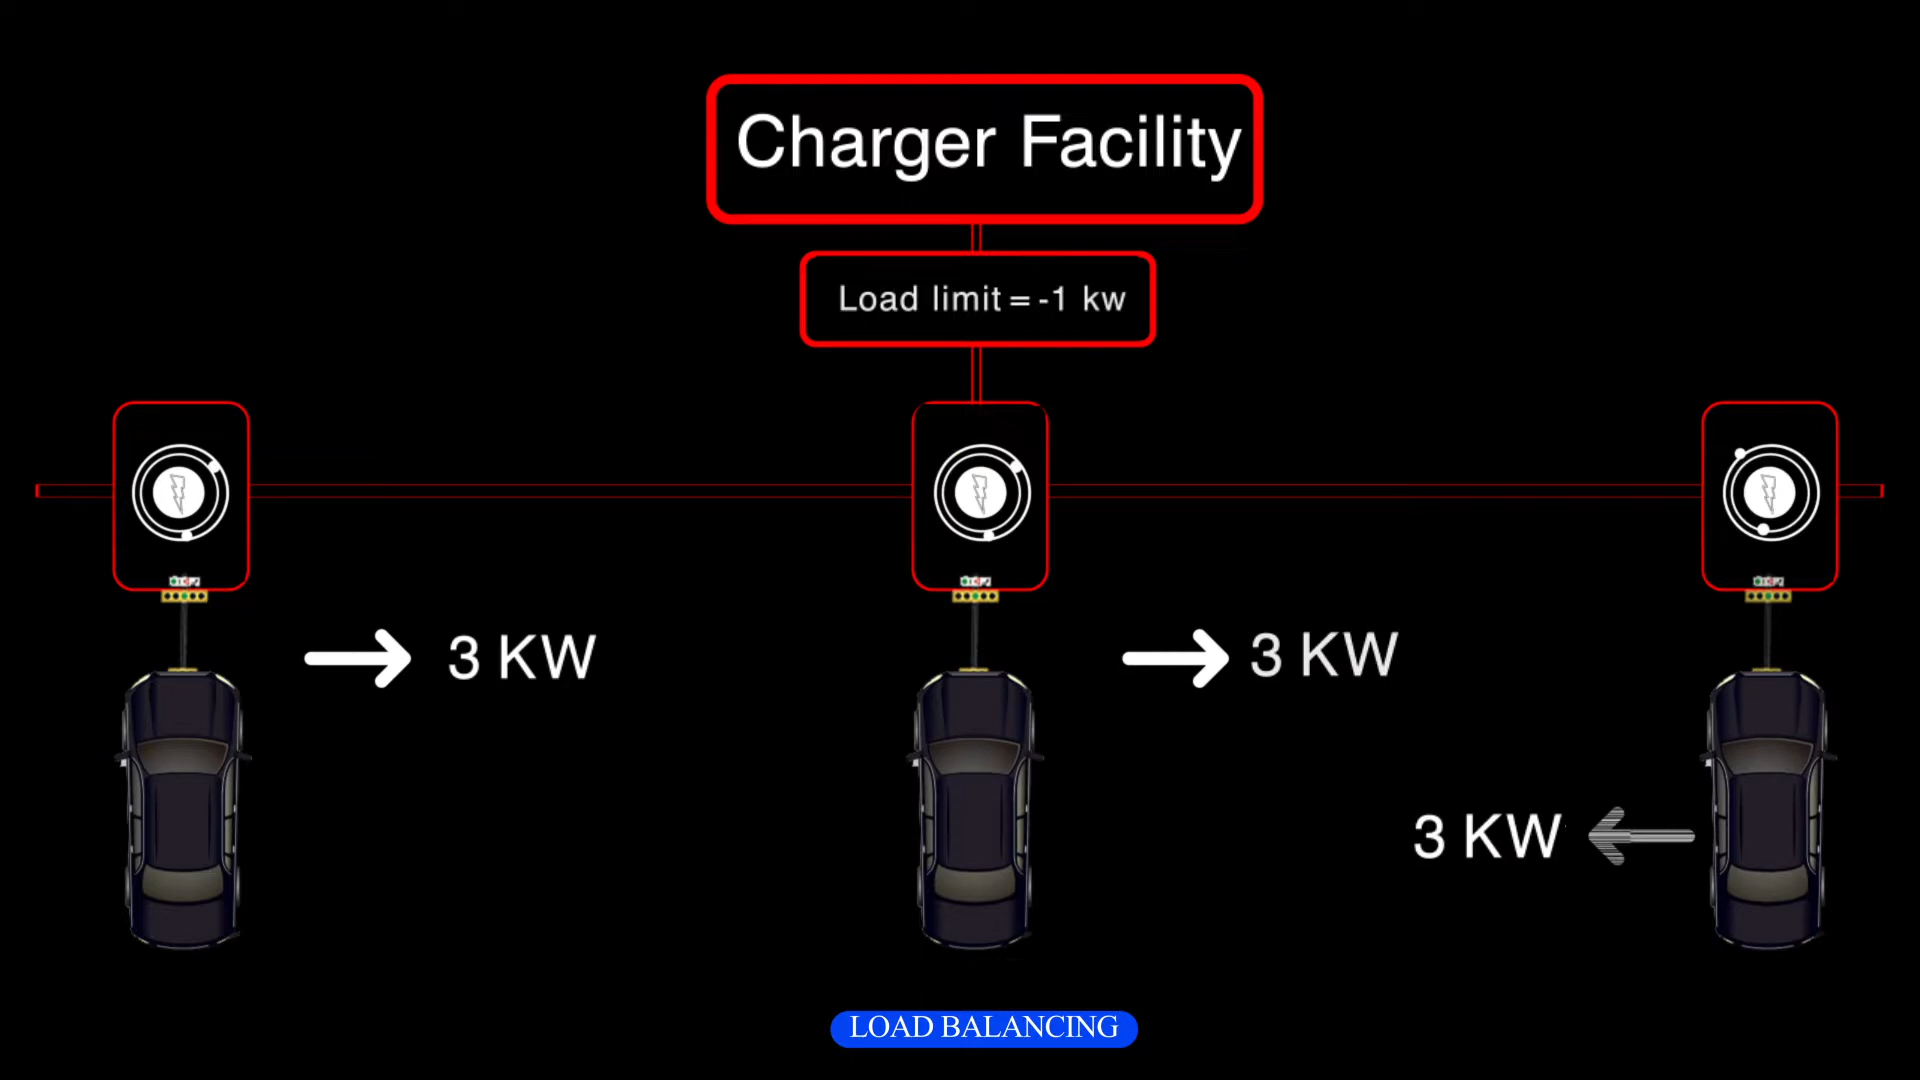 Charger Facility
Load limit = -1 kw
3 KW
3 KW
3 KW
LOAD BALANCING